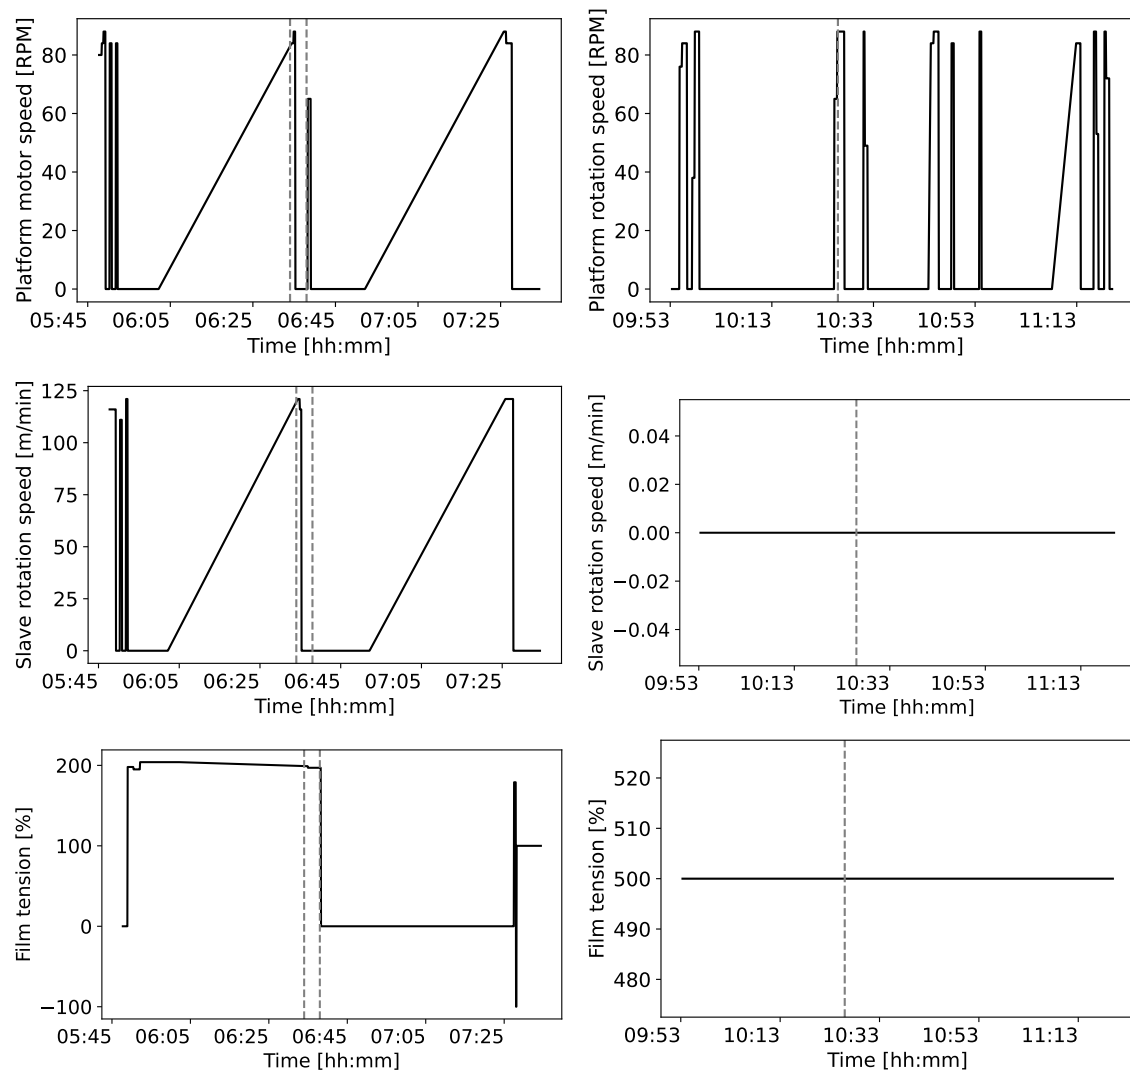 Platform motor speed [RPM]
80
60
40
20
0
05:45 06:05 06:25 06:45 07:05 07:25
Time [hh:mm]
Platform rotation speed [RPM]
80
60
40
20
0
09:53 10:13 10:33 10:53 11:13
Time [hh:mm]
Slave rotation speed [m/min]
125
100
75
50
25
0
05:45 06:05 06:25 06:45 07:05 07:25
Time [hh:mm]
Slave rotation speed [m/min]
0.04
0.02
0.00
−0.02
−0.04
09:53 10:13 10:33 10:53 11:13
Time [hh:mm]
Film tension [%]
200
100
0
−100
05:45 06:05 06:25 06:45 07:05 07:25
Time [hh:mm]
Film tension [%]
520
510
500
490
480
09:53 10:13 10:33 10:53 11:13
Time [hh:mm]